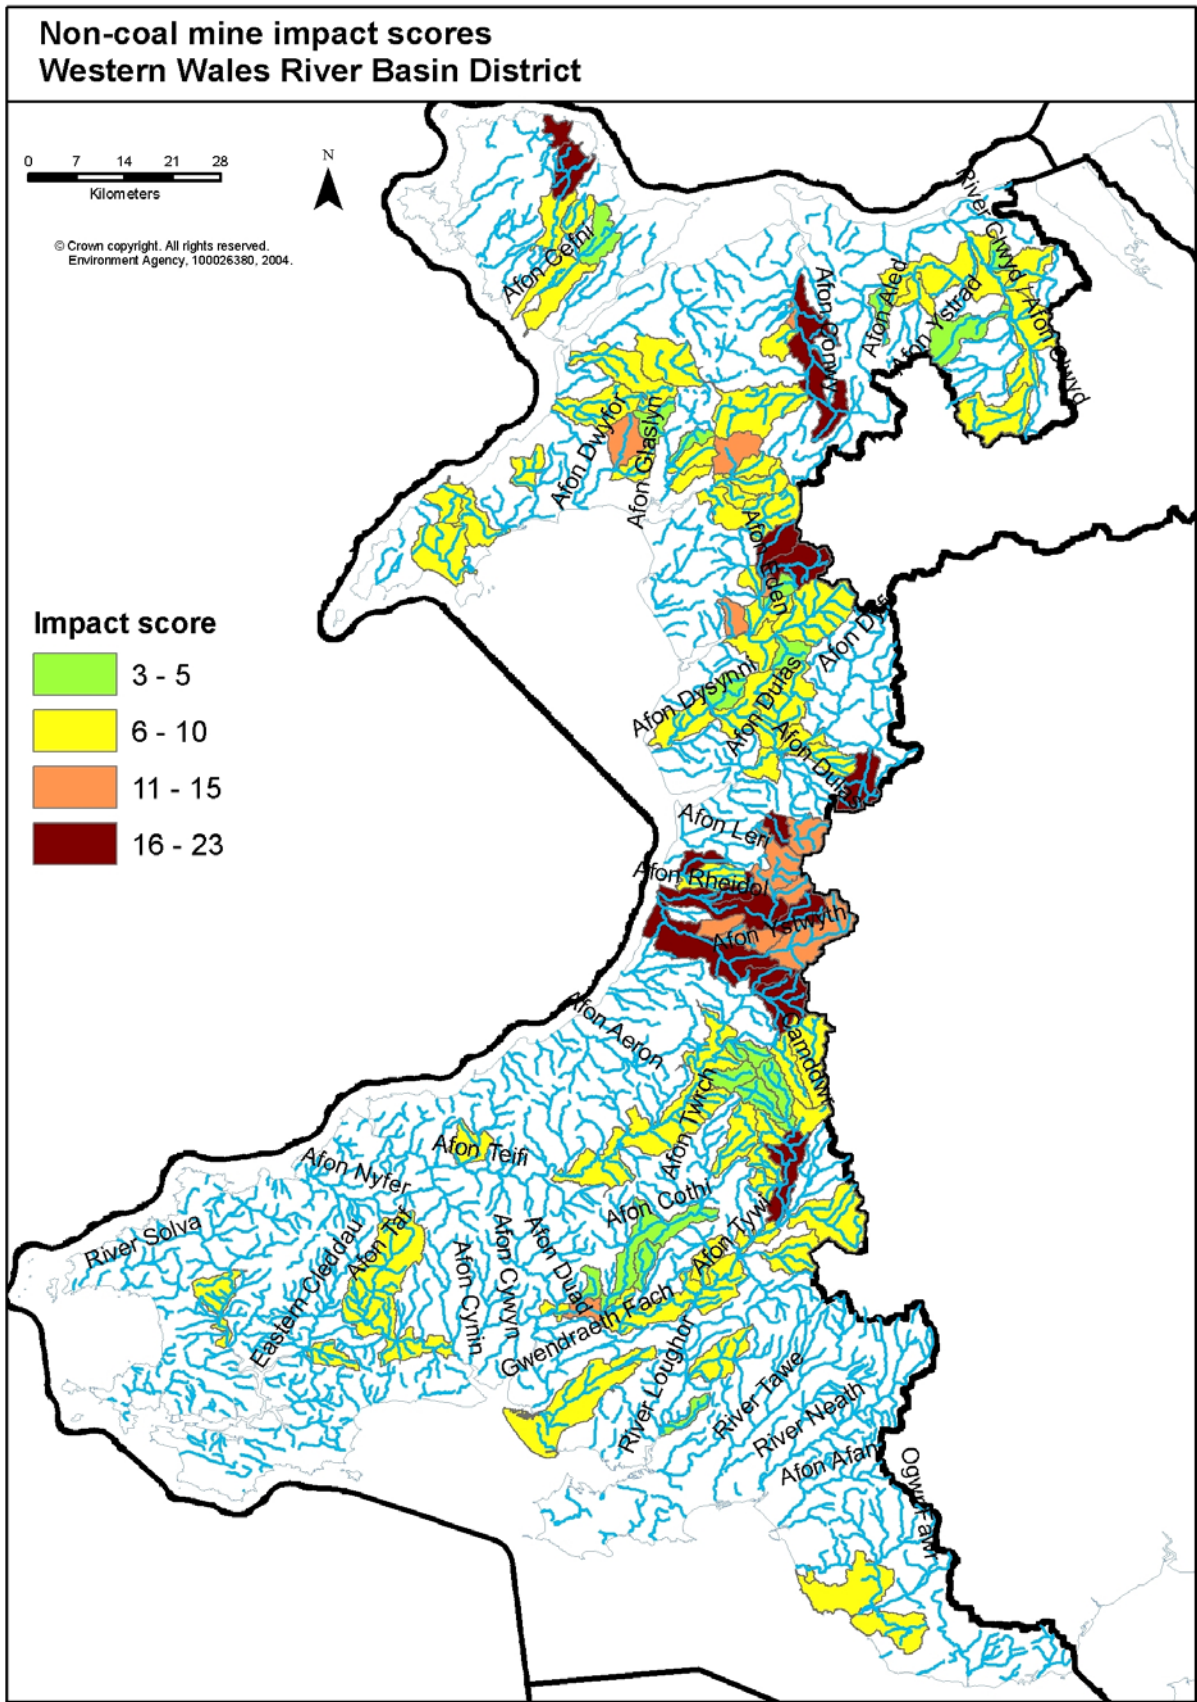 Non-coal mine impact scores
Western Wales River Basin District
0 7 14 21 28
Kilometers
N
© Crown copyright. All rights reserved.
Environment Agency, 100026380, 2004.
River Clwyd
Afon Cefni
Afon Conwy
Afon Aled
Afon Ystrad
Afon Clwyd
Afon Dwyfor
Afon Glaslyn
Afon Eden
Impact score
3 - 5
6 - 10
11 - 15
16 - 23
Afon Dyfi
Afon Dysynni
Afon Dulas
Afon Dulas
Afon Leri
Afon Rheidol
Afon Ystwyth
Afon Aeron
Camddwr
Afon Twrch
Afon Teifi
Afon Nyfer
Afon Cothi
Afon Tywi
River Solva
Eastern Cleddau
Afon Taf
Afon Cynin
Afon Cywyn
Afon Duad
Gwendraeth Fach
River Loughor
River Tawe
River Neath
Afon Afan
Ogwr Fawr